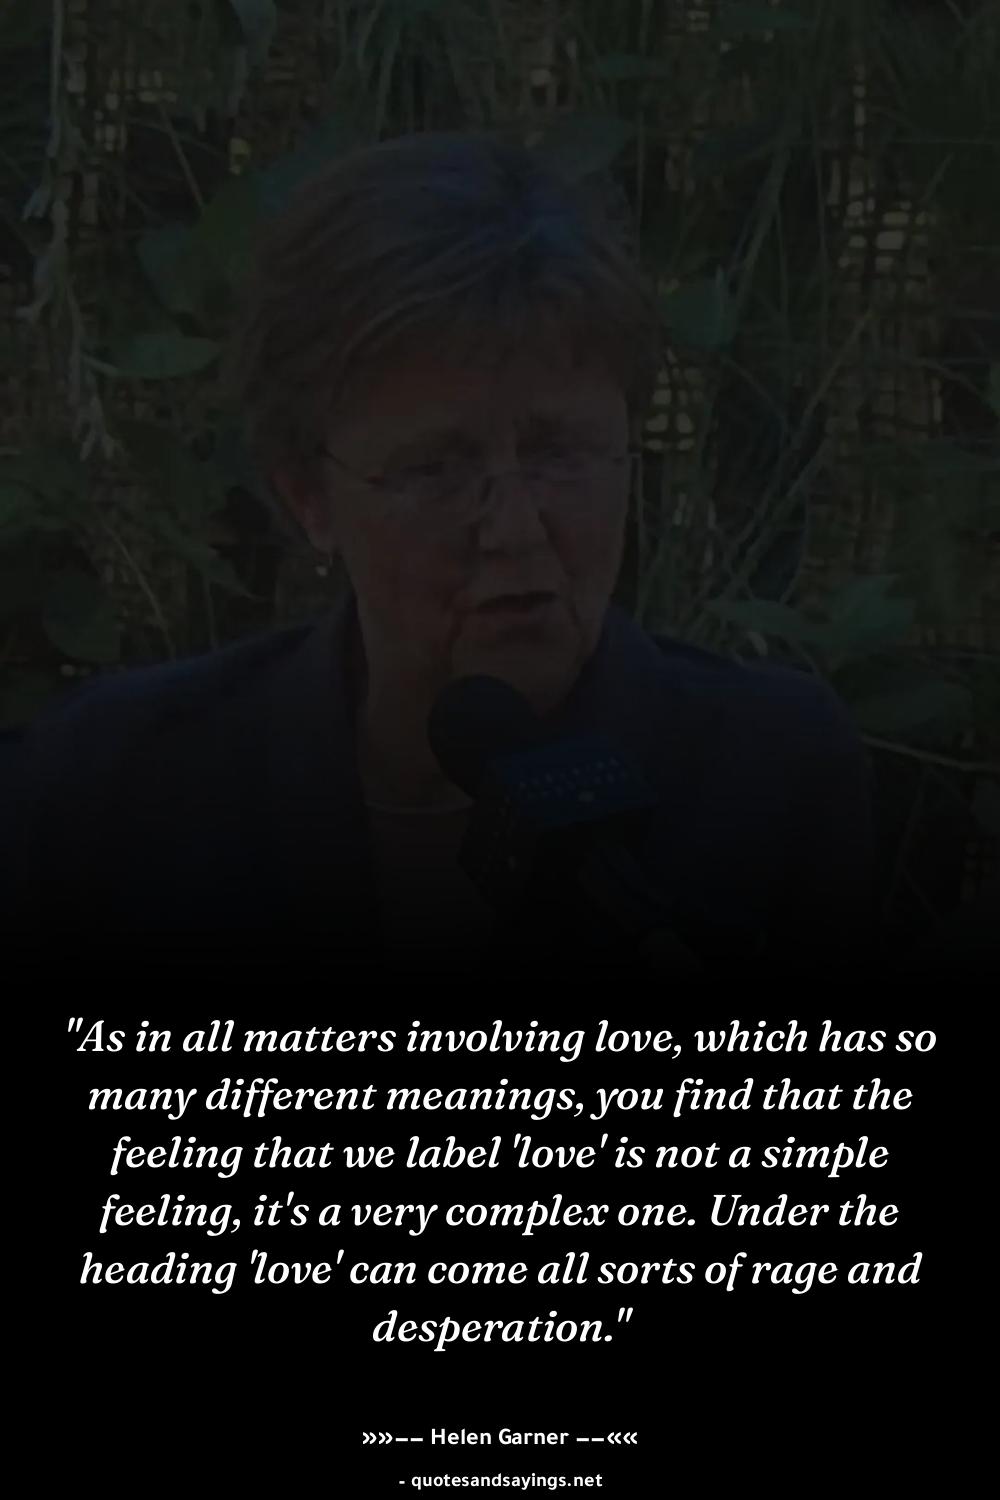 "As in all matters involving love, which has so
many different meanings, you find that the
feeling that we label 'love' is not a simple
feeling, it's a very complex one. Under the
heading 'love' can come all sorts of rage and
desperation."
»»—— Helen Garner ——««
- quotesandsayings.net